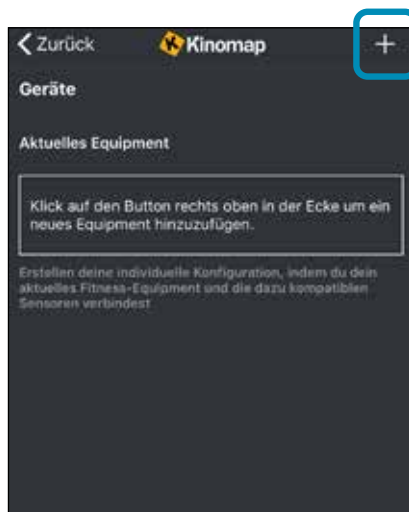 Zurück Kinomap +
Geräte
Aktuelles Equipment
Klick auf den Button rechts oben in der Ecke um ein
neues Equipment hinzuzufügen.
Erstellen deine individuelle Konfiguration, indem du dein
aktuelles Fitness-Equipment und die dazu kompatiblen
Sensoren verbindest